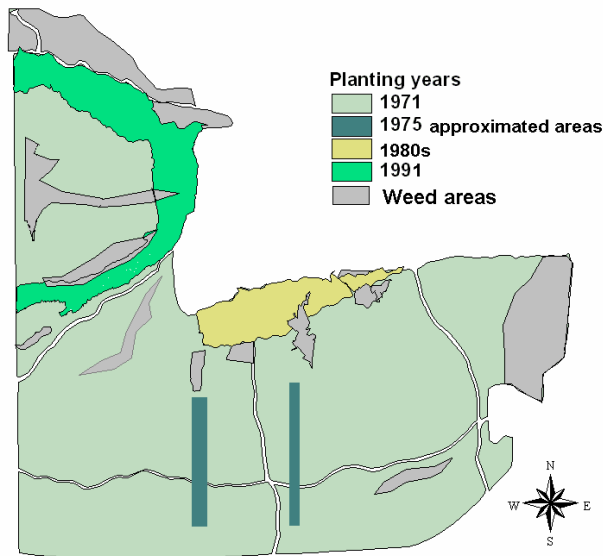 Planting years
1971
1975 approximated areas
1980s
1991
Weed areas
N
W E
S